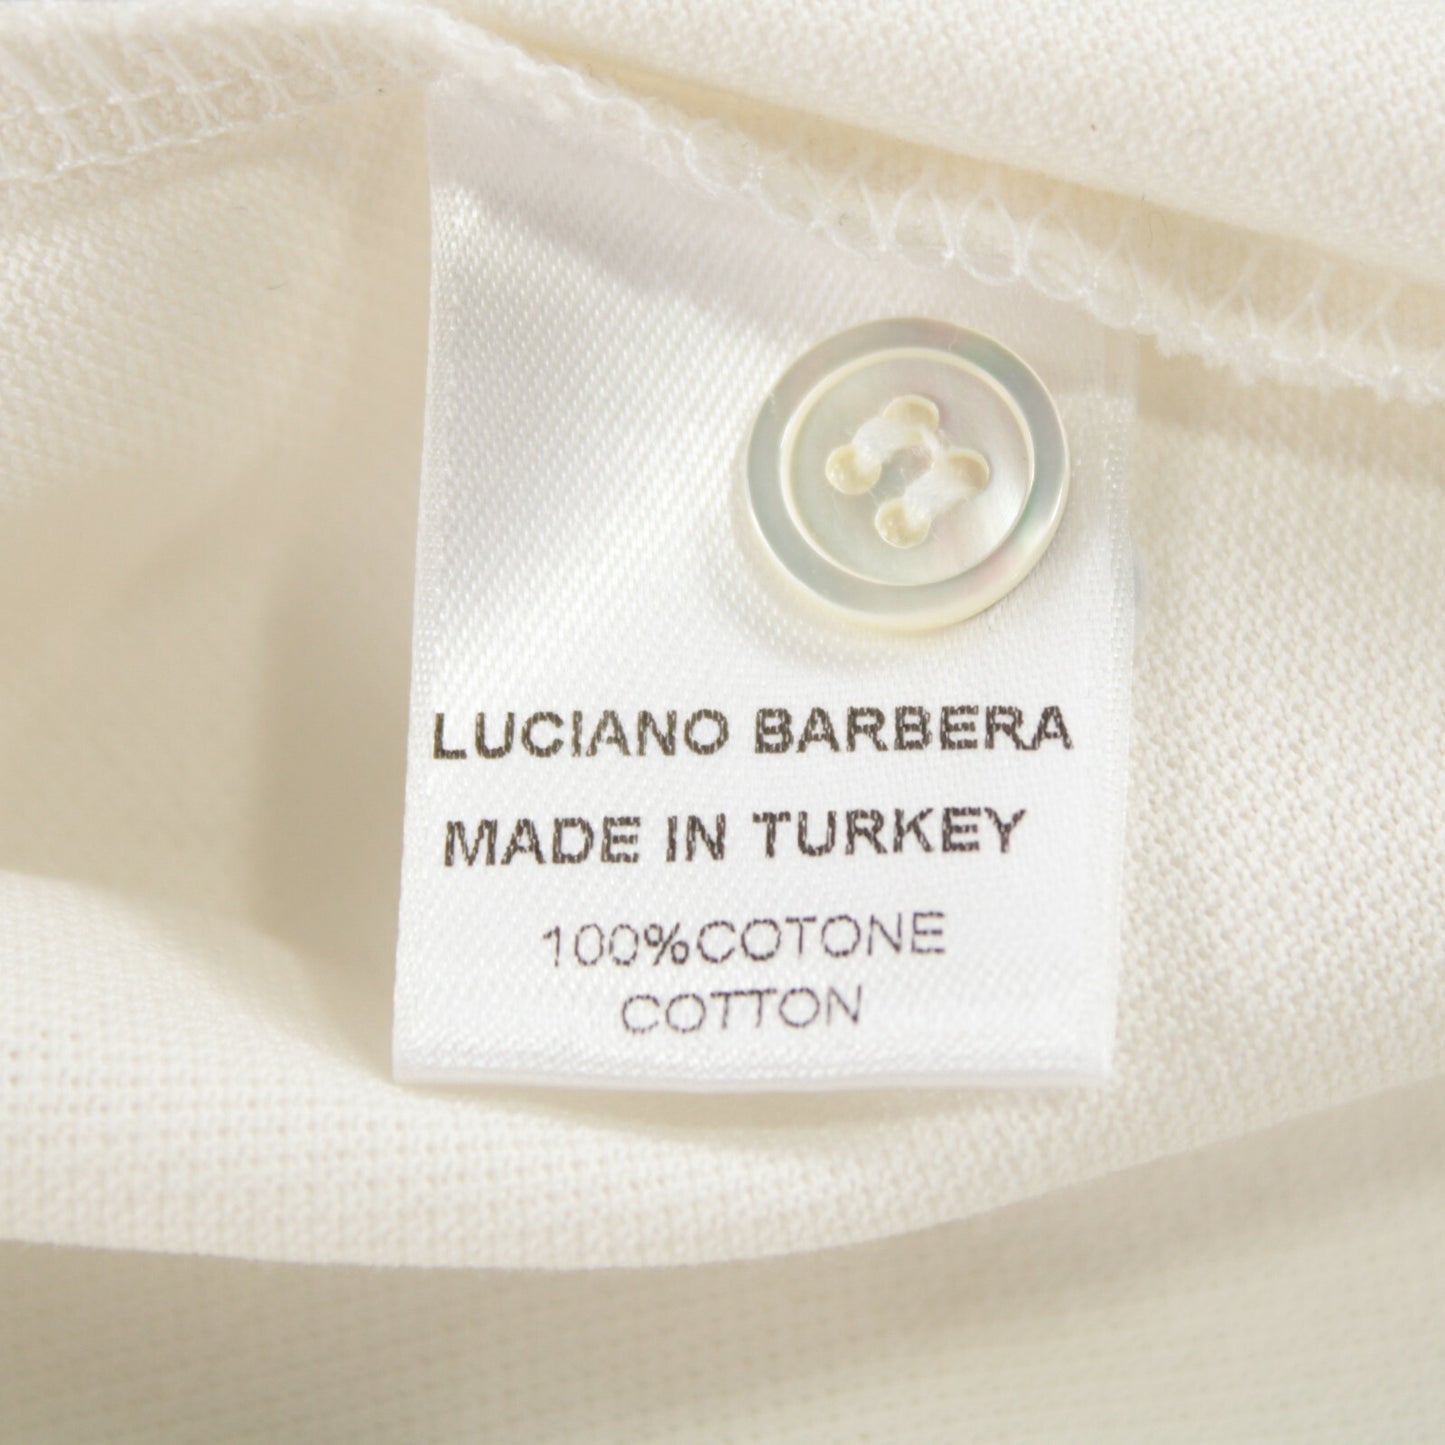 LUCIANO BARBERA
MADE IN TURKEY
100%COTONE
COTTON